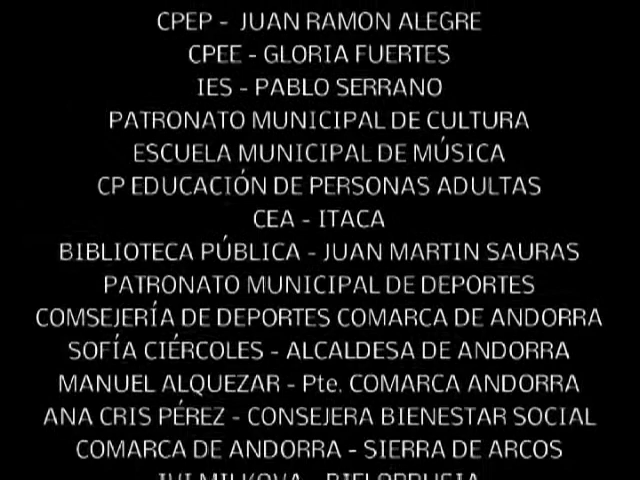 CPEP - JUAN RAMON ALEGRE
CPEE - GLORIA FUERTES
IES - PABLO SERRANO
PATRONATO MUNICIPAL DE CULTURA
ESCUELA MUNICIPAL DE MÚSICA
CP EDUCACIÓN DE PERSONAS ADULTAS
CEA - ITACA
BIBLIOTECA PÚBLICA - JUAN MARTIN SAURAS
PATRONATO MUNICIPAL DE DEPORTES
COMSEJERÍA DE DEPORTES COMARCA DE ANDORRA
SOFÍA CIÉRCOLES - ALCALDESA DE ANDORRA
MANUEL ALQUEZAR - Pte. COMARCA ANDORRA
ANA CRIS PÉREZ - CONSEJERA BIENESTAR SOCIAL
COMARCA DE ANDORRA - SIERRA DE ARCOS